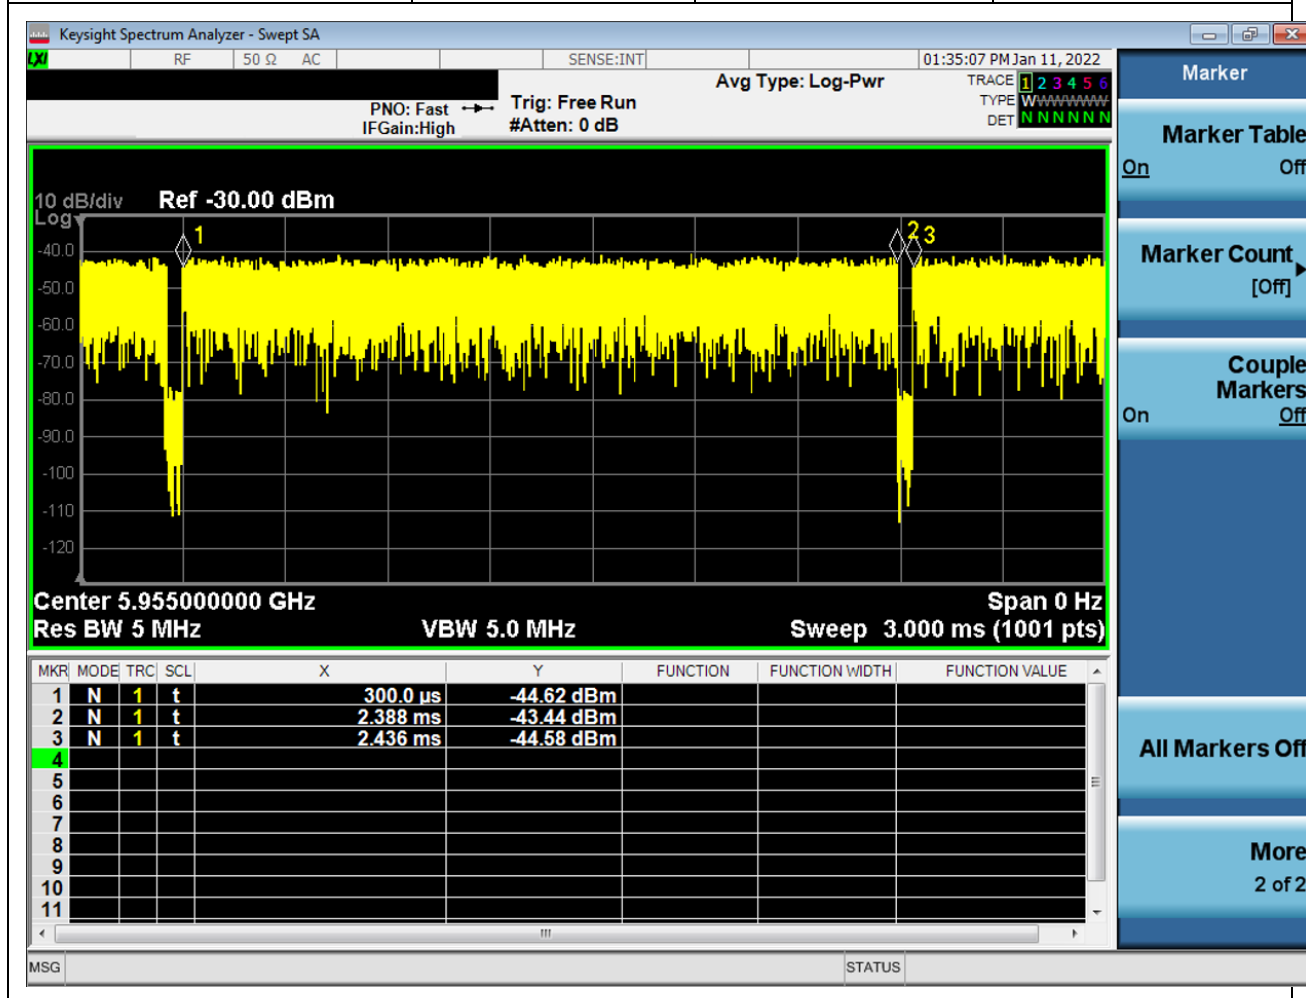 Keysight Spectrum Analyzer - Swept SA
LXI RF 50 Ω AC SENSE:INT 01:35:07 PM Jan 11, 2022
PNO: Fast
IFGain:High
Trig: Free Run
#Atten: 0 dB
Avg Type: Log-Pwr
TRACE 1 2 3 4 5 6
TYPE WWWWWW
DET N N N N N N
10 dB/div
Log
Ref -30.00 dBm
1
2
3
-40.0
-50.0
-60.0
-70.0
-80.0
-90.0
-100
-110
-120
Center 5.955000000 GHz Span 0 Hz
Res BW 5 MHz VBW 5.0 MHz Sweep 3.000 ms (1001 pts)
MKR MODE TRC SCL X Y FUNCTION FUNCTION WIDTH FUNCTION VALUE
1 N 1 t 300.0 µs -44.62 dBm
2 N 1 t 2.388 ms -43.44 dBm
3 N 1 t 2.436 ms -44.58 dBm
4
5
6
7
8
9
10
11
MSG STATUS
Marker
Marker Table
On Off
Marker Count
[Off]
Couple
Markers
On Off
All Markers Off
More
2 of 2